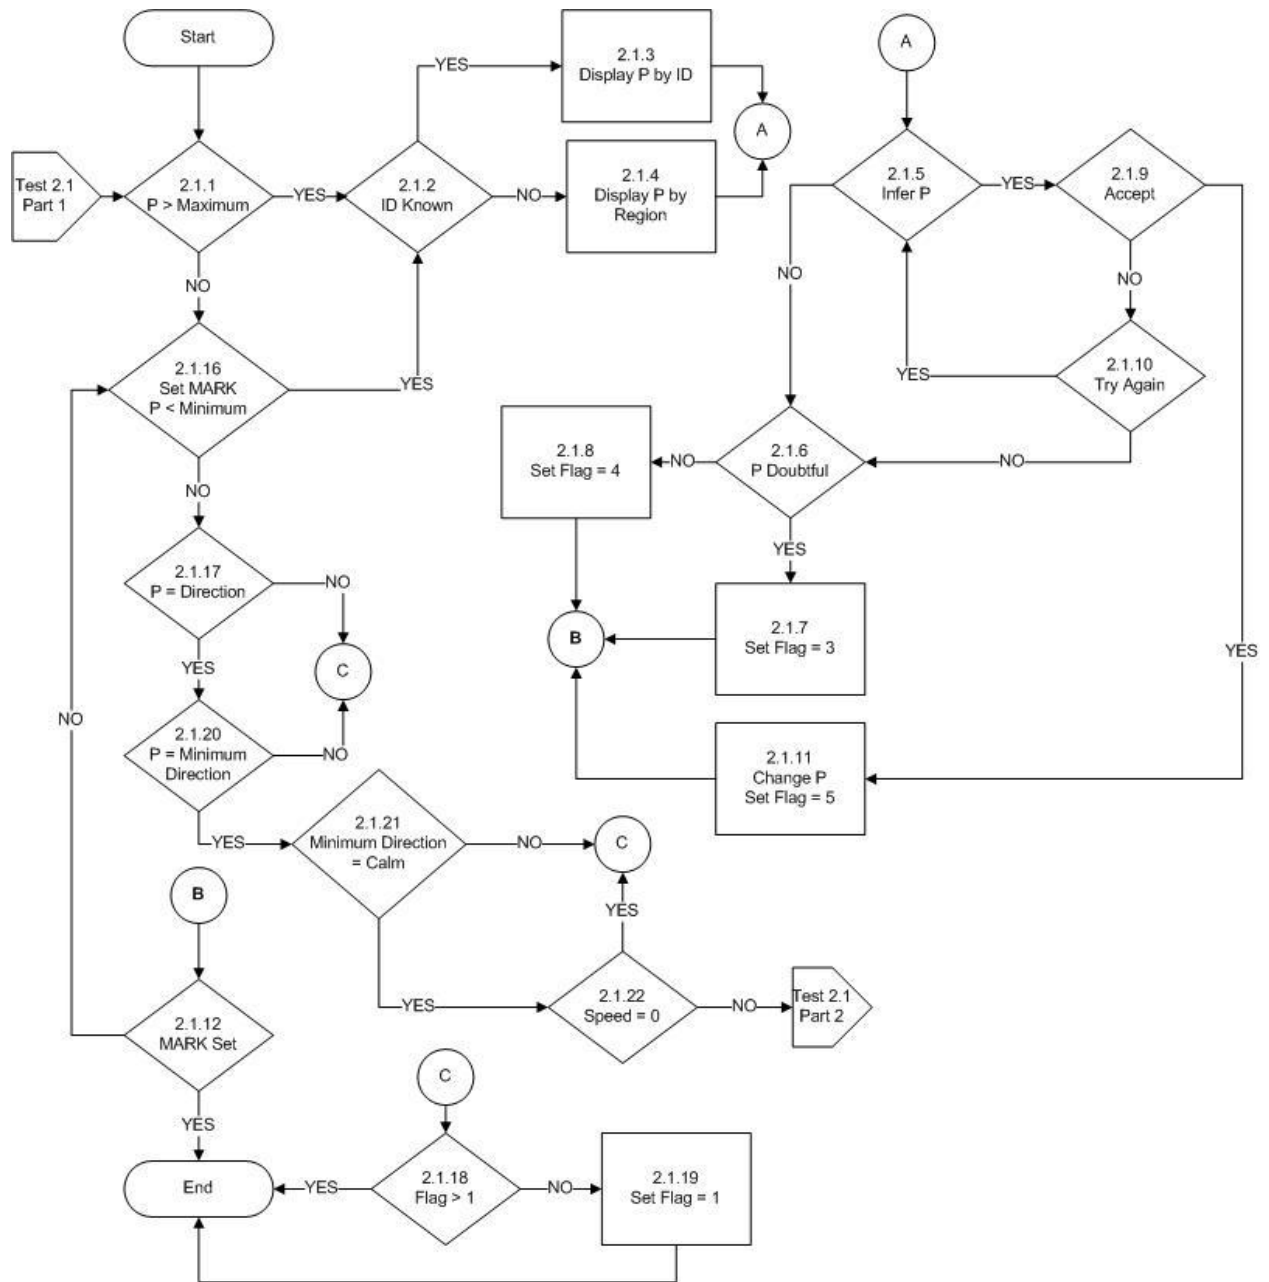 Start
2.1.3
Display P by ID
A
YES
A
Test 2.1
Part 1
2.1.1
P > Maximum
YES
2.1.2
ID Known
NO
2.1.4
Display P by
Region
2.1.5
Infer P
YES
2.1.9
Accept
NO
NO
NO
2.1.16
Set MARK
P < Minimum
YES
YES
2.1.10
Try Again
NO
2.1.8
Set Flag = 4
NO
2.1.6
P Doubtful
NO
YES
2.1.17
P = Direction
NO
B
2.1.7
Set Flag = 3
YES
YES
C
NO
2.1.20
P = Minimum
Direction
NO
2.1.11
Change P
Set Flag = 5
YES
2.1.21
Minimum Direction
= Calm
NO
C
B
YES
YES
2.1.22
Speed = 0
NO
Test 2.1
Part 2
2.1.12
MARK Set
C
YES
End
YES
2.1.18
Flag > 1
NO
2.1.19
Set Flag = 1